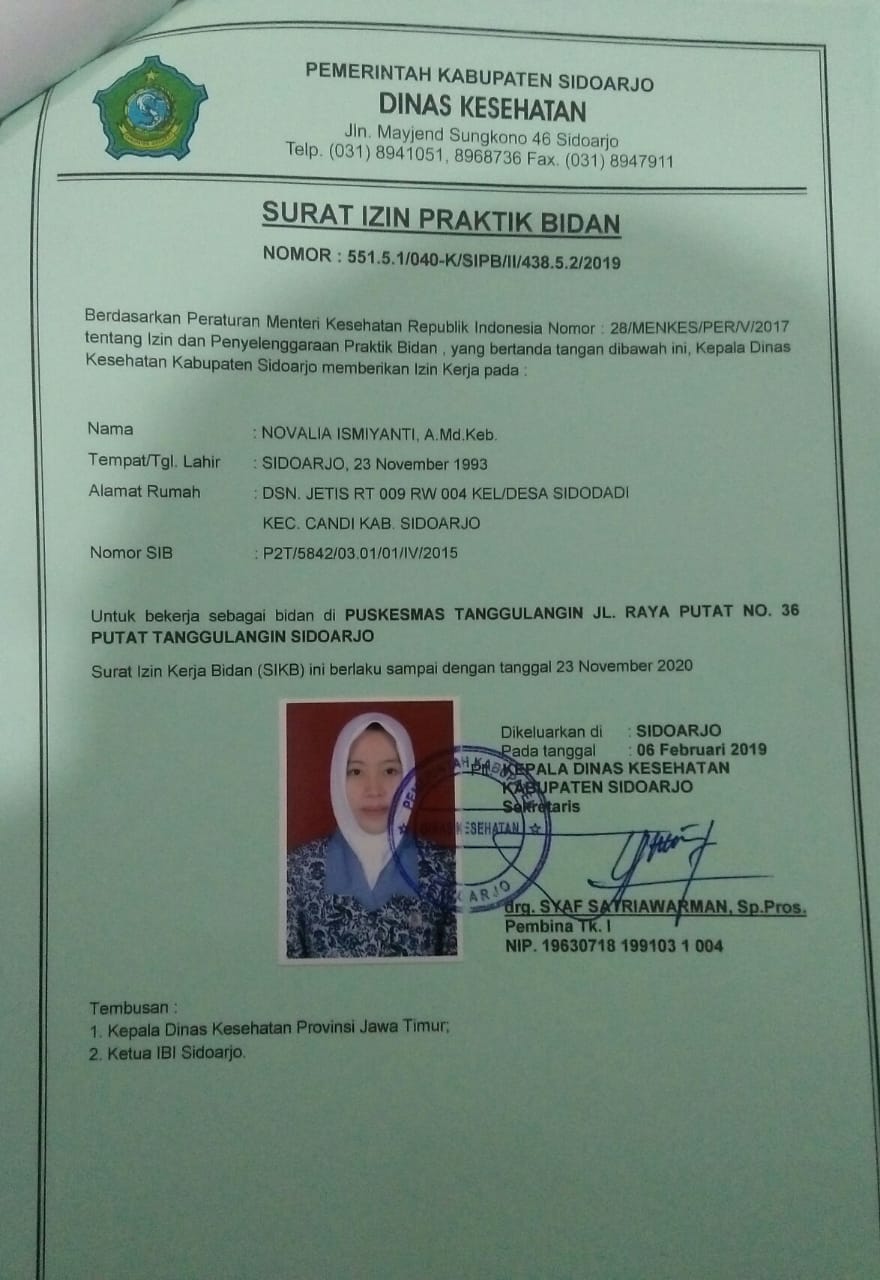 PEMERINTAH KABUPATEN SIDOARJO
DINAS KESEHATAN
Jln. Mayjend Sungkono 46 Sidoarjo
Telp. (031) 8941051, 8968736 Fax. (031) 8947911
SURAT IZIN PRAKTIK BIDAN
NOMOR : 551.5.1/040-K/SIPB/II/438.5.2/2019
Berdasarkan Peraturan Menteri Kesehatan Republik Indonesia Nomor : 28/MENKES/PER/V/2017
tentang Izin dan Penyelenggaraan Praktik Bidan , yang bertanda tangan dibawah ini, Kepala Dinas
Kesehatan Kabupaten Sidoarjo memberikan Izin Kerja pada :
Nama : NOVALIA ISMIYANTI, A.Md.Keb.
Tempat/Tgl. Lahir : SIDOARJO, 23 November 1993
Alamat Rumah : DSN. JETIS RT 009 RW 004 KEL/DESA SIDODADI
KEC. CANDI KAB. SIDOARJO
Nomor SIB : P2T/5842/03.01/01/IV/2015
Untuk bekerja sebagai bidan di PUSKESMAS TANGGULANGIN JL. RAYA PUTAT NO. 36
PUTAT TANGGULANGIN SIDOARJO
Surat Izin Kerja Bidan (SIKB) ini berlaku sampai dengan tanggal 23 November 2020
Dikeluarkan di : SIDOARJO
Pada tanggal : 06 Februari 2019
KEPALA DINAS KESEHATAN
KABUPATEN SIDOARJO
Sekretaris
drg. SYAF SATRIAWARMAN, Sp.Pros.
Pembina Tk. I
NIP. 19630718 199103 1 004
Tembusan :
1. Kepala Dinas Kesehatan Provinsi Jawa Timur;
2. Ketua IBI Sidoarjo.